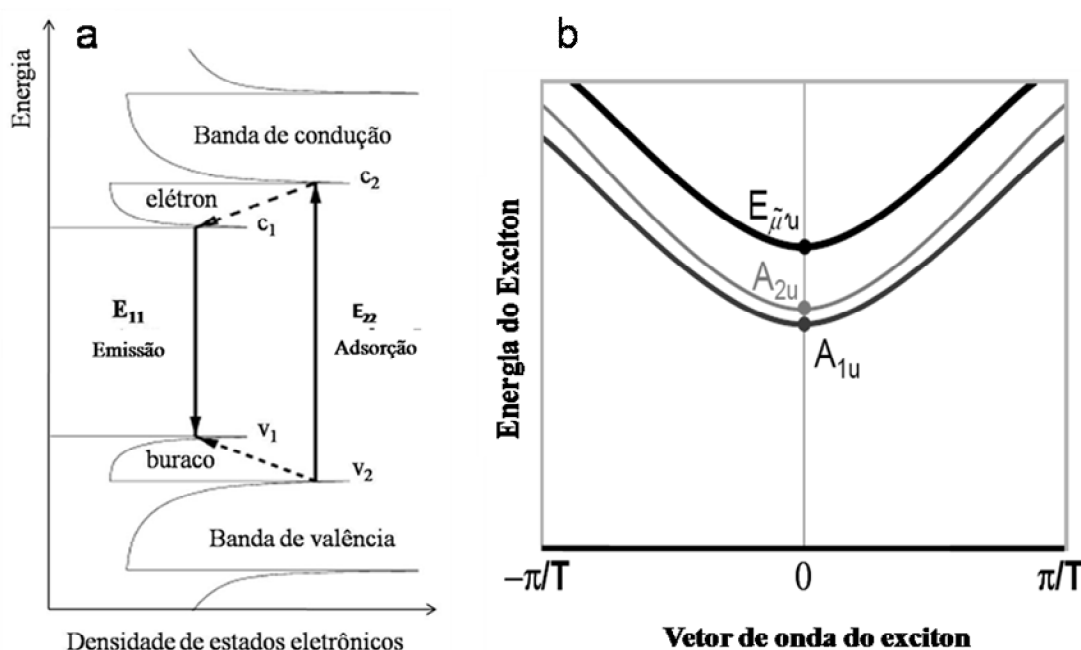 a
Energia
Banda de condução
c₂
elétron
c₁
E₁₁
Emissão
E₂₂
Adsorção
v₁
buraco
v₂
Banda de valência
Densidade de estados eletrônicos
b
Energia do Exciton
E μ̃'u
A₂u
A₁u
−π/T 0 π/T
Vetor de onda do exciton